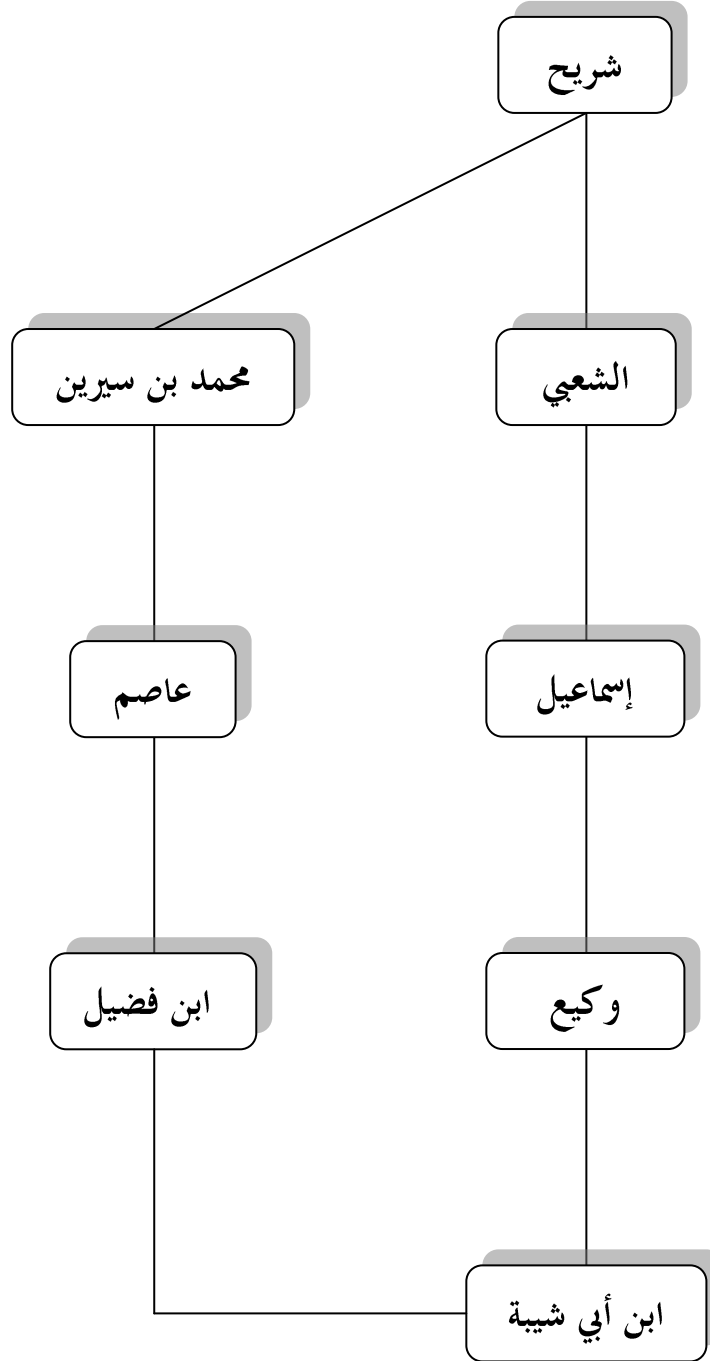 شريح
الشعبي
محمد بن سيرين
إسماعيل
عاصم
وكيع
ابن فضيل
ابن أبي شيبة